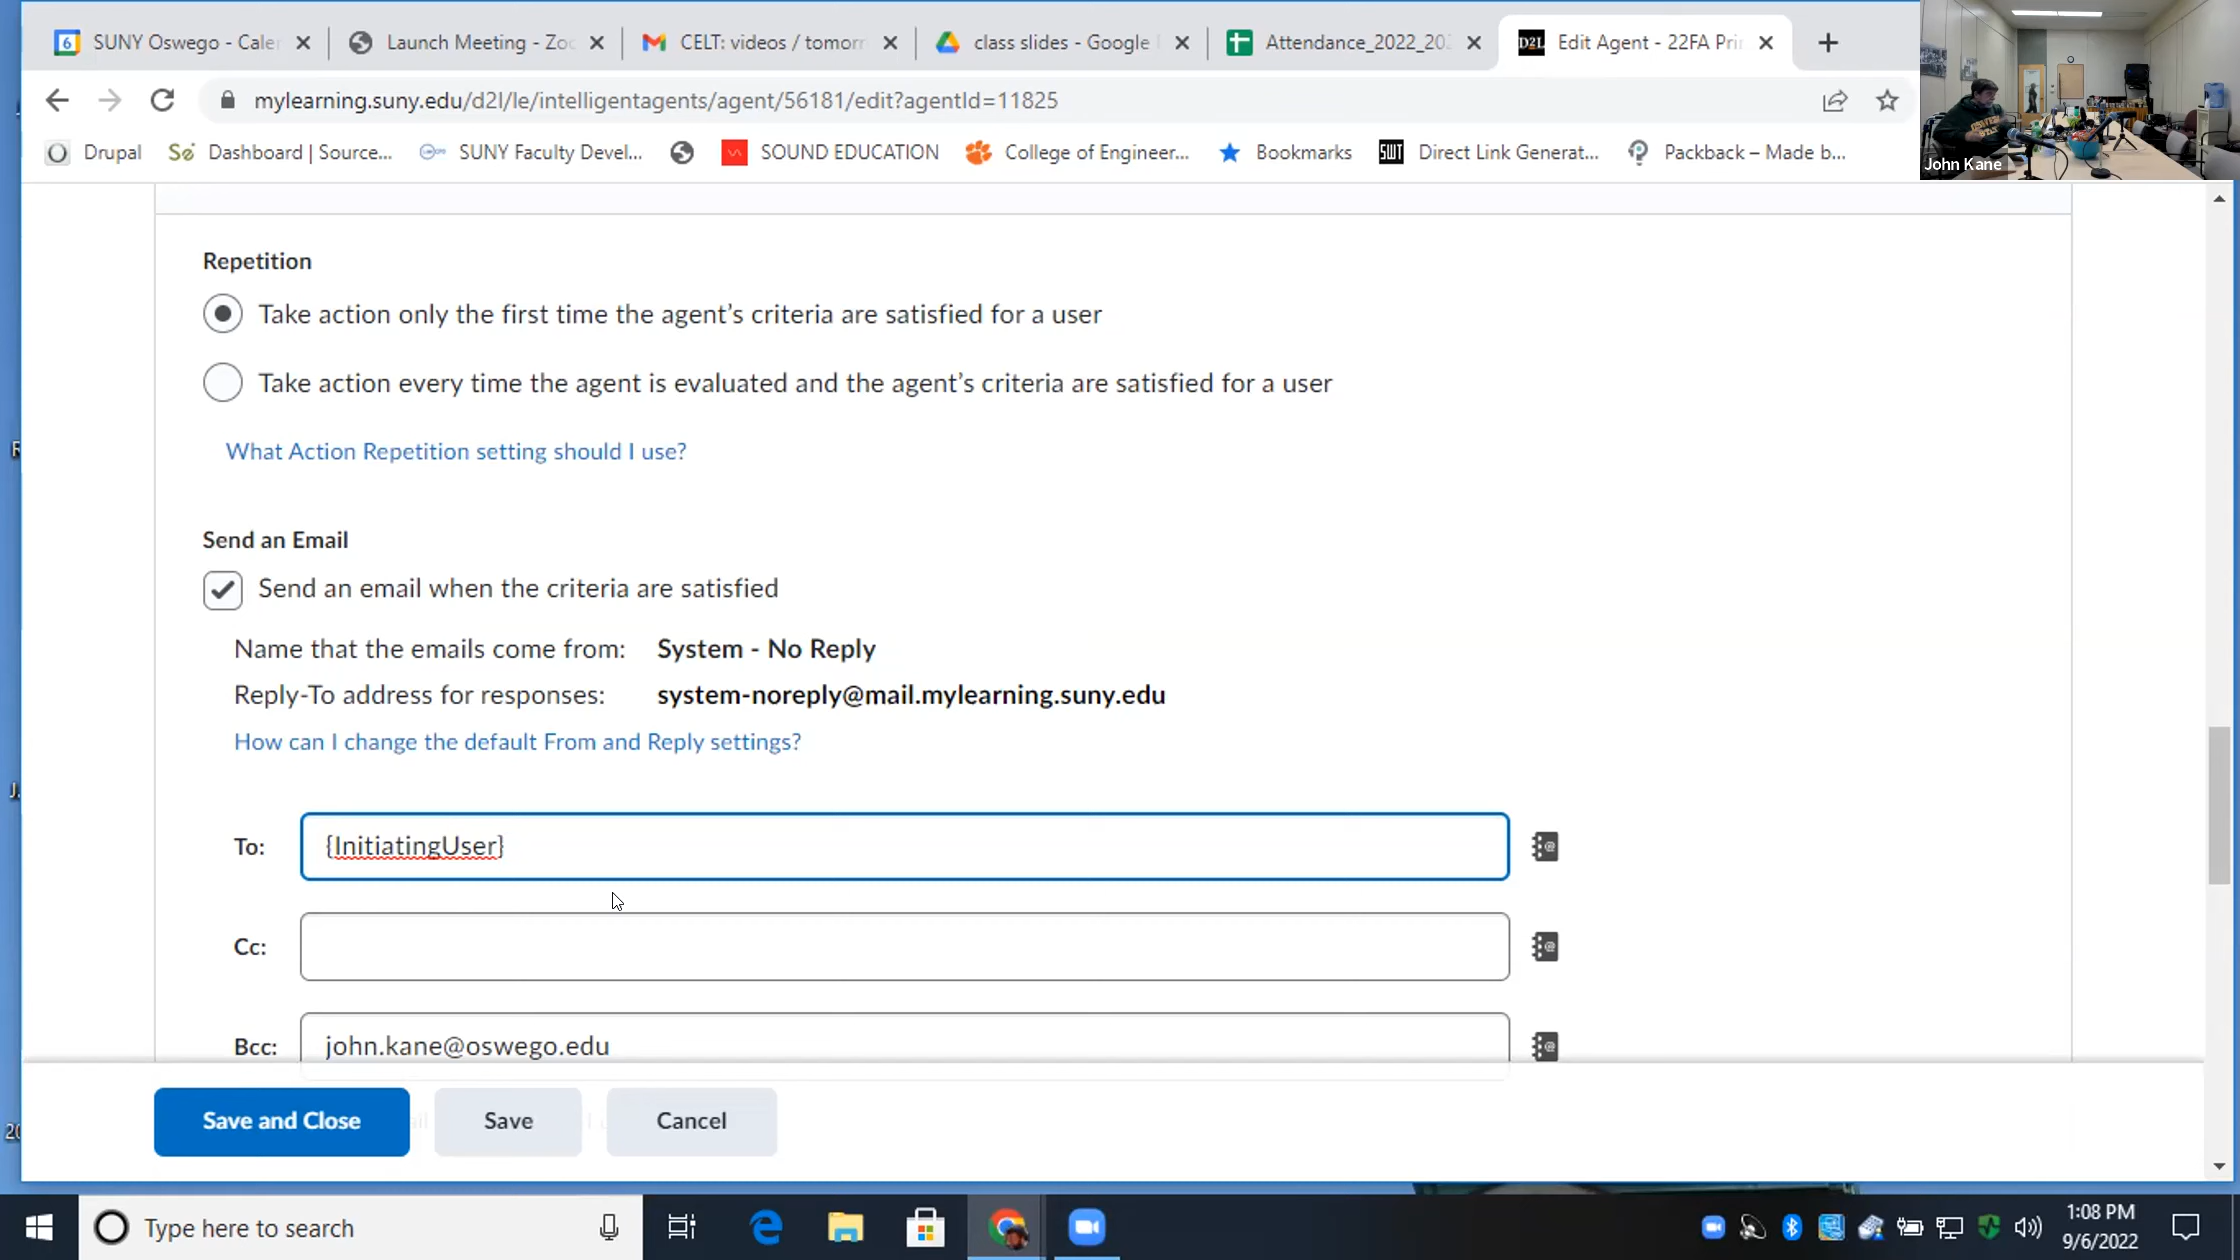 SUNY Oswego - Cale
Launch Meeting - Zo
CELT: videos / tomorr
class slides - Google
Attendance_2022_20
D2L Edit Agent - 22FA Pri
mylearning.suny.edu/d2l/le/intelligentagents/agent/56181/edit?agentId=11825
Drupal
Dashboard | Source...
SUNY Faculty Devel...
SOUND EDUCATION
College of Engineer...
Bookmarks
SWT Direct Link Generat...
Packback – Made b...
John Kane
Repetition
Take action only the first time the agent’s criteria are satisfied for a user
Take action every time the agent is evaluated and the agent’s criteria are satisfied for a user
What Action Repetition setting should I use?
Send an Email
Send an email when the criteria are satisfied
Name that the emails come from: System - No Reply
Reply-To address for responses: system-noreply@mail.mylearning.suny.edu
How can I change the default From and Reply settings?
To: {InitiatingUser}
Cc:
Bcc: john.kane@oswego.edu
Save and Close
Save
Cancel
Type here to search
1:08 PM
9/6/2022